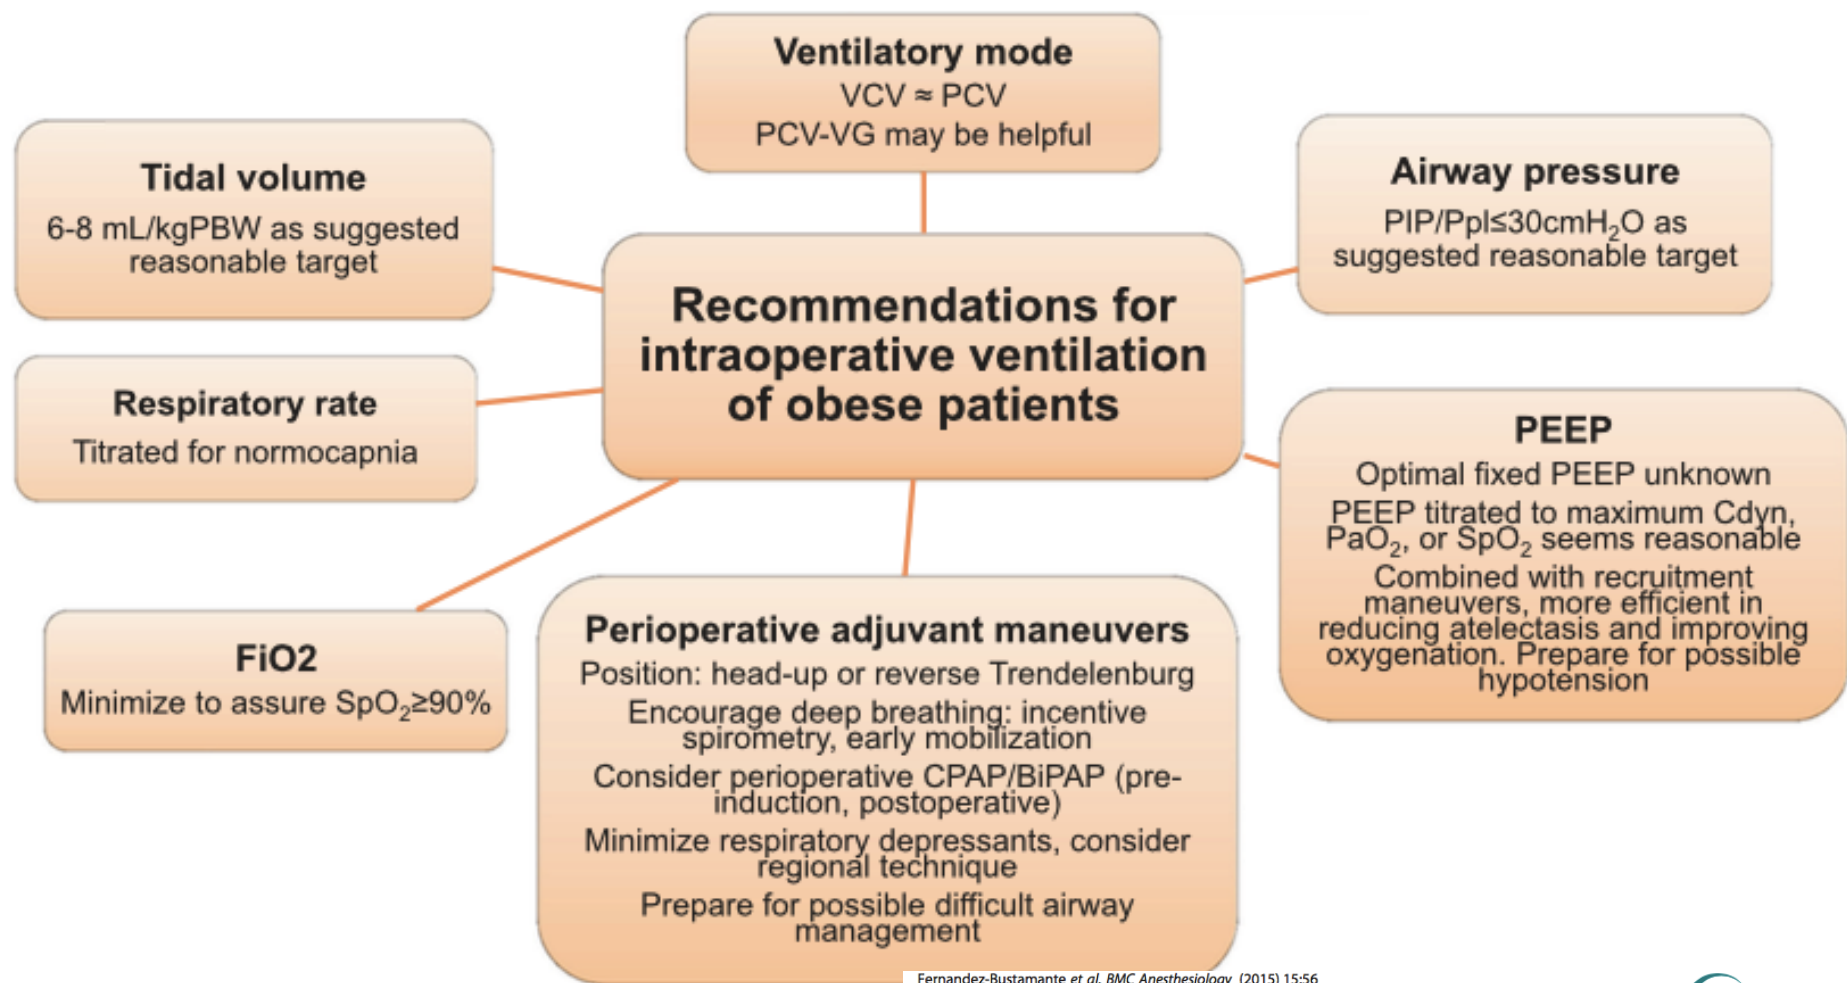 Ventilatory mode
VCV ≈ PCV
PCV-VG may be helpful
Tidal volume
6-8 mL/kgPBW as suggested
reasonable target
Airway pressure
PIP/Ppl≤30cmH₂O as
suggested reasonable target
Recommendations for
intraoperative ventilation
of obese patients
Respiratory rate
Titrated for normocapnia
PEEP
Optimal fixed PEEP unknown
PEEP titrated to maximum Cdyn,
PaO₂, or SpO₂ seems reasonable
Combined with recruitment
maneuvers, more efficient in
reducing atelectasis and improving
oxygenation. Prepare for possible
hypotension
FiO2
Minimize to assure SpO₂≥90%
Perioperative adjuvant maneuvers
Position: head-up or reverse Trendelenburg
Encourage deep breathing: incentive
spirometry, early mobilization
Consider perioperative CPAP/BiPAP (pre-
induction, postoperative)
Minimize respiratory depressants, consider
regional technique
Prepare for possible difficult airway
management
Fernandez-Bustamante et al. BMC Anesthesiology (2015) 15:56